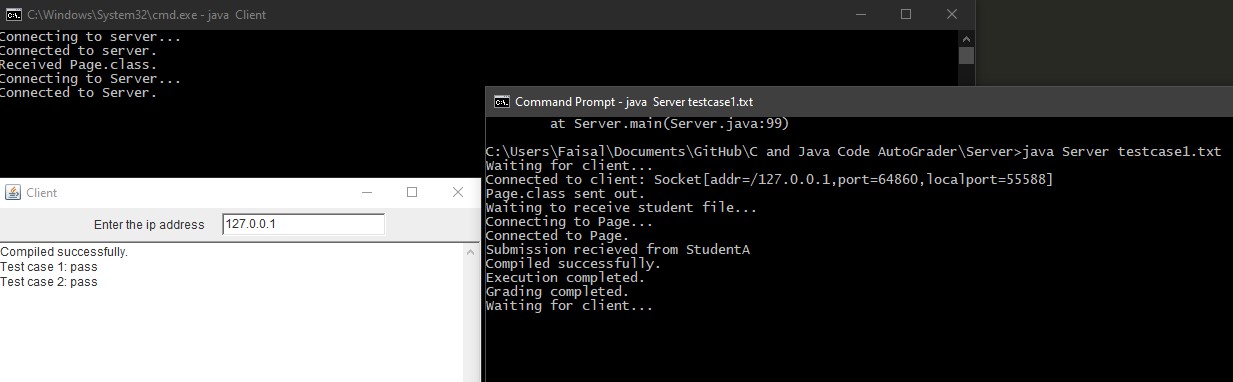 C:\Windows\System32\cmd.exe - java Client
Connecting to server...
Connected to server.
Received Page.class.
Connecting to Server...
Connected to Server.
Command Prompt - java Server testcase1.txt
at Server.main(Server.java:99)
C:\Users\Faisal\Documents\GitHub\C and Java Code AutoGrader\Server>java Server testcase1.txt
Waiting for client...
Connected to client: Socket[addr=/127.0.0.1,port=64860,localport=55588]
Page.class sent out.
Waiting to receive student file...
Connecting to Page...
Connected to Page.
Submission recieved from StudentA
Compiled successfully.
Execution completed.
Grading completed.
Waiting for client...
Client
Enter the ip address 127.0.0.1
Compiled successfully.
Test case 1: pass
Test case 2: pass